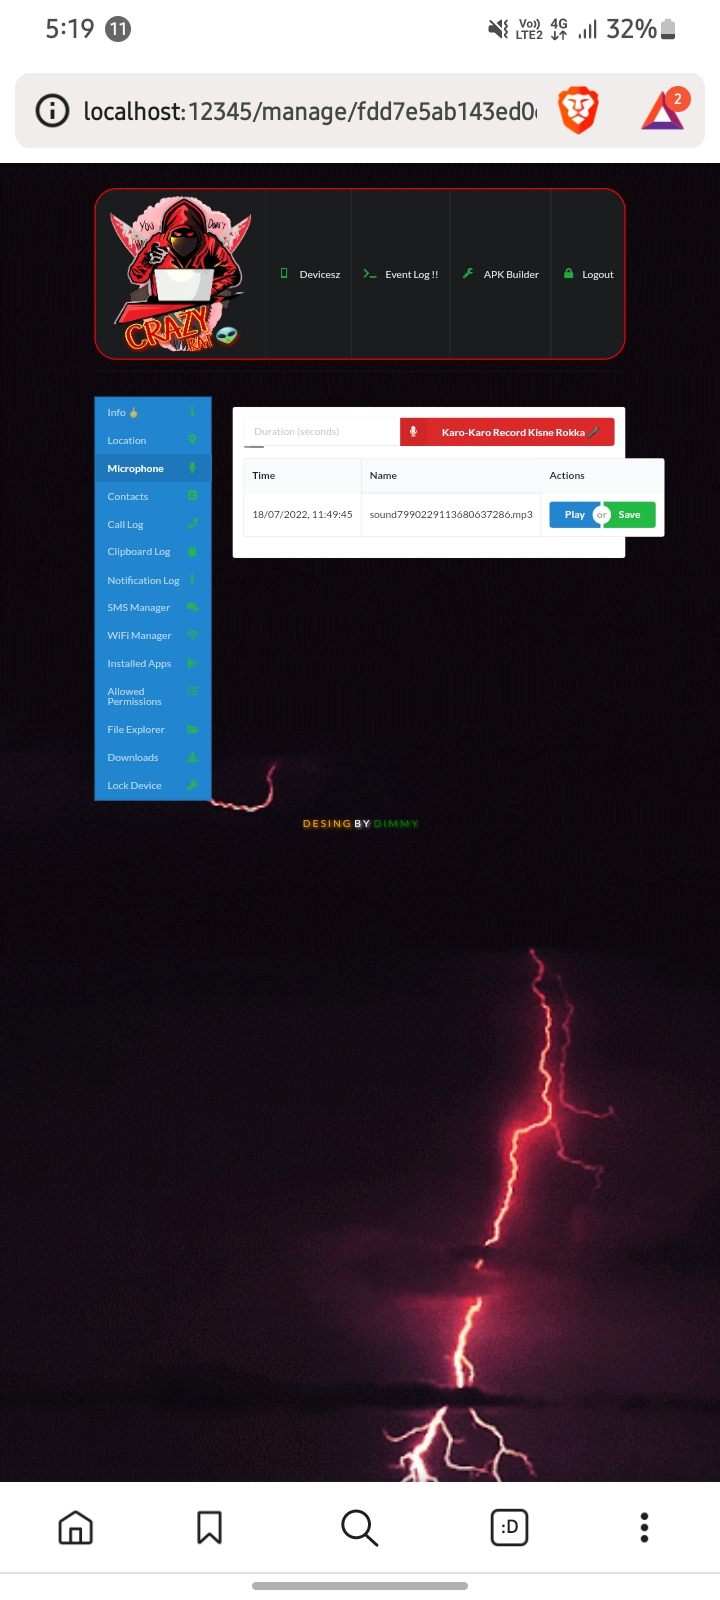 5:19 11 Vo)) LTE2 4G 32%
localhost:12345/manage/fdd7e5ab143ed0
2
YOU DON'T
CRAZY
RAT
Devicesz Event Log !! APK Builder Logout
Info
Location
Microphone
Contacts
Call Log
Clipboard Log
Notification Log
SMS Manager
WiFi Manager
Installed Apps
Allowed
Permissions
File Explorer
Downloads
Lock Device
Duration (seconds) Karo-Karo Record Kisne Rokka
Time Name Actions
18/07/2022, 11:49:45 sound7990229113680637286.mp3 Play or Save
DESING BY DIMMY
:D